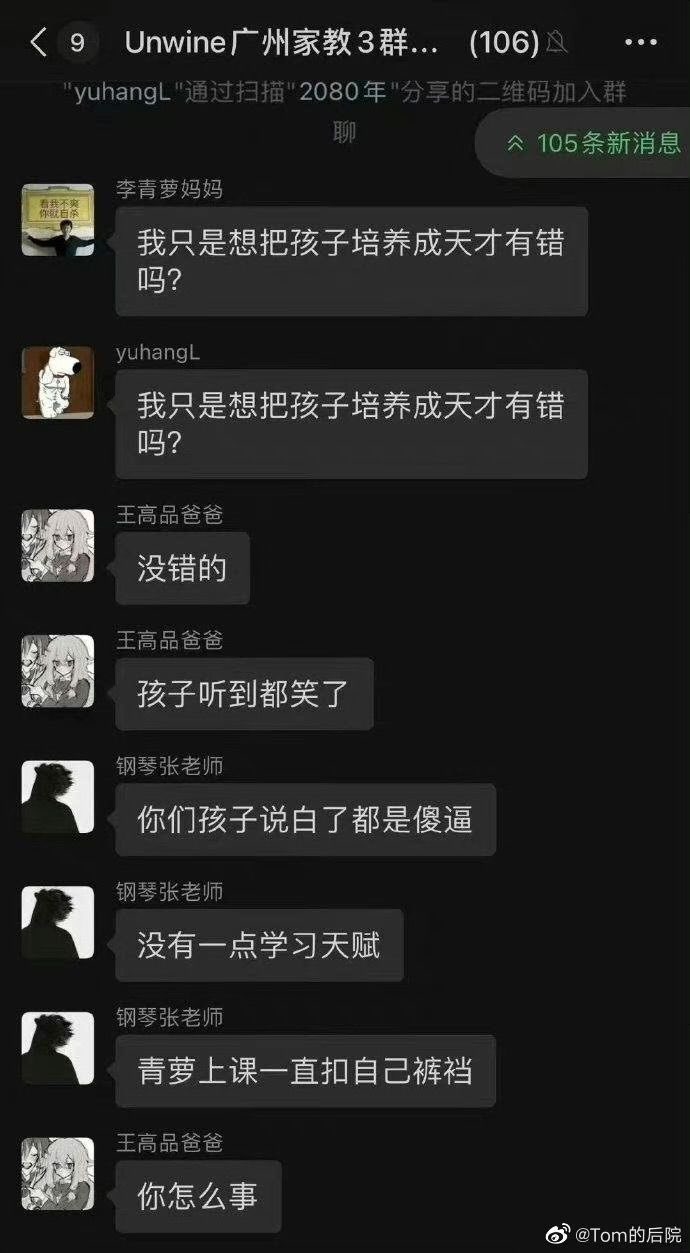 9 Unwine广州家教3群... (106)
"yuhangL"通过扫描"2080年"分享的二维码加入群
聊
105条新消息
李青萝妈妈
看我不爽
你就自杀
我只是想把孩子培养成天才有错
吗?
yuhangL
我只是想把孩子培养成天才有错
吗?
王高品爸爸
没错的
王高品爸爸
孩子听到都笑了
钢琴张老师
你们孩子说白了都是傻逼
钢琴张老师
没有一点学习天赋
钢琴张老师
青萝上课一直扣自己裤裆
王高品爸爸
你怎么事
@Tom的后院